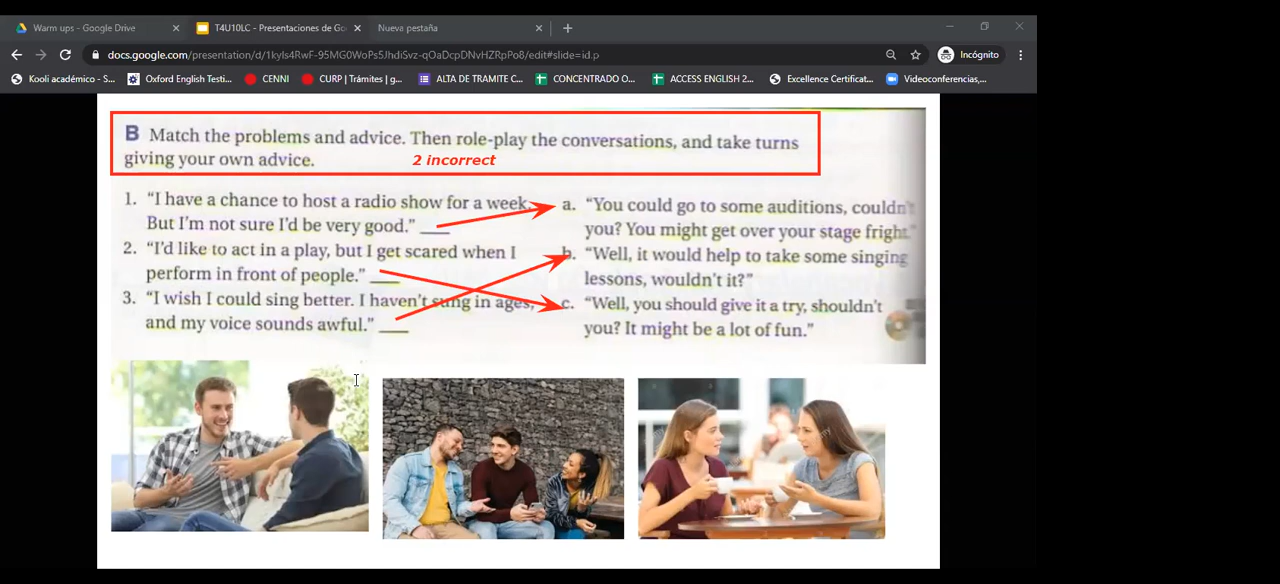 Warm ups - Google Drive
T4U10LC - Presentaciones de Go
Nueva pestaña
docs.google.com/presentation/d/1kyls4RwF-95MG0WoPs5JhdiSvz-qOaDcpDNvHZRpPo8/edit#slide=id.p
Incógnito
Kooli académico - S...
Oxford English Testi...
CENNI
CURP | Trámites | g...
ALTA DE TRAMITE C...
CONCENTRADO O...
ACCESS ENGLISH 2...
Excellence Certificat...
Videoconferencias,...
B Match the problems and advice. Then role-play the conversations, and take turns
giving your own advice.
2 incorrect
1. “I have a chance to host a radio show for a week.
But I'm not sure I'd be very good.” ___
2. “I'd like to act in a play, but I get scared when I
perform in front of people.” ___
3. “I wish I could sing better. I haven't sung in ages,
and my voice sounds awful.” ___
a. “You could go to some auditions, couldn't
you? You might get over your stage fright.”
b. “Well, it would help to take some singing
lessons, wouldn't it?”
c. “Well, you should give it a try, shouldn't
you? It might be a lot of fun.”